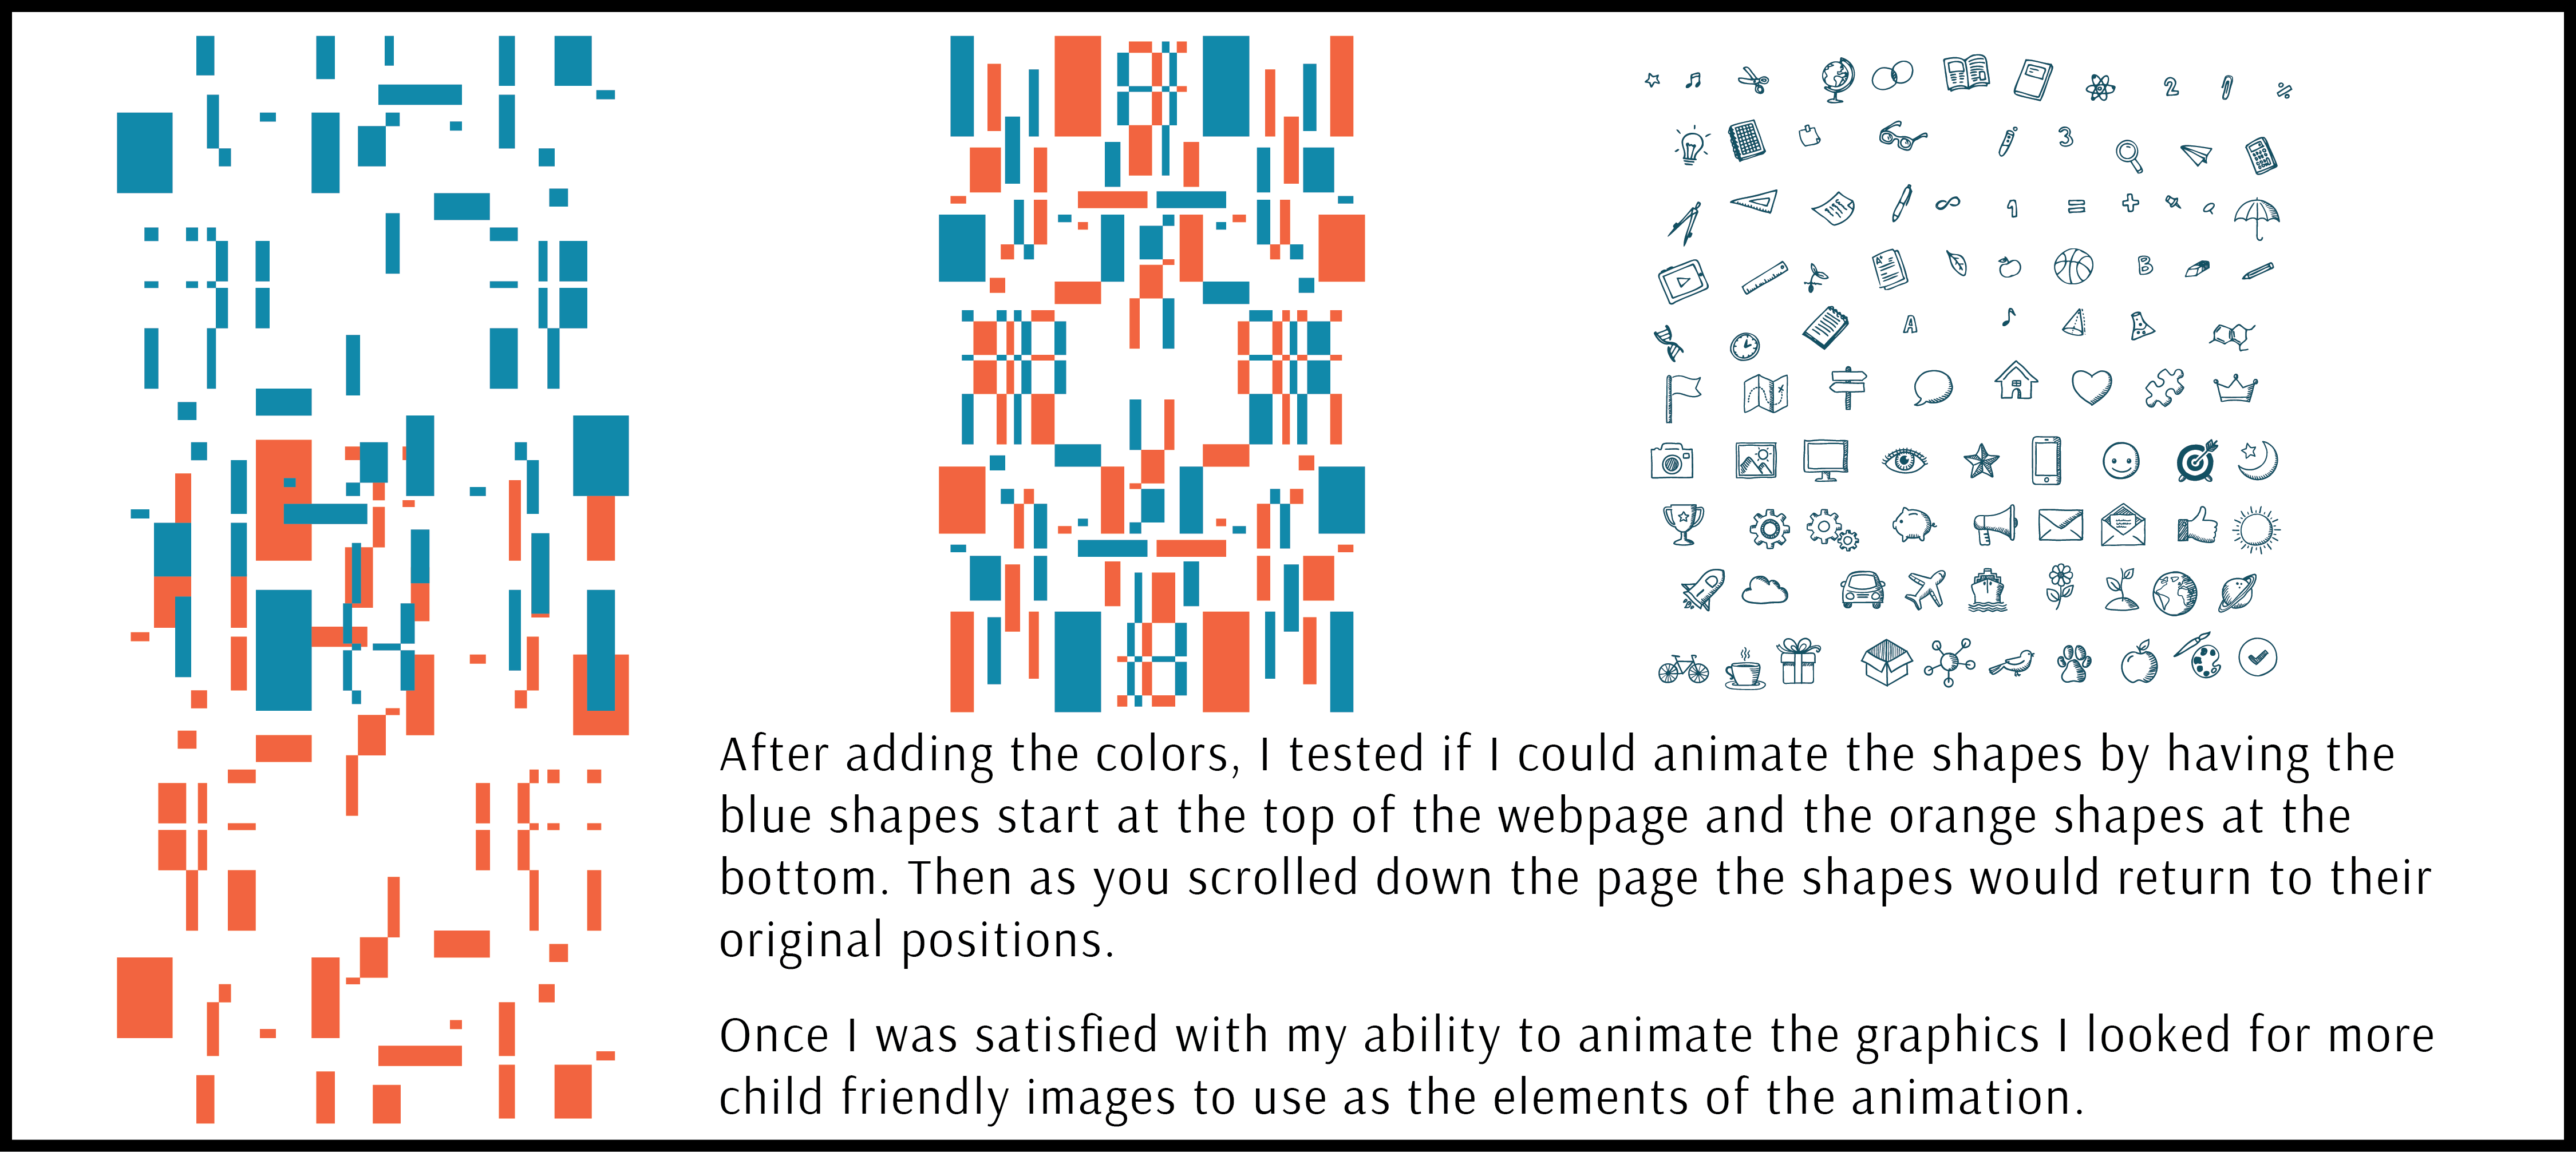 2
%
3
1
=
+
A+
B
A
After adding the colors, I tested if I could animate the shapes by having the
blue shapes start at the top of the webpage and the orange shapes at the
bottom. Then as you scrolled down the page the shapes would return to their
original positions.
Once I was satisfied with my ability to animate the graphics I looked for more
child friendly images to use as the elements of the animation.